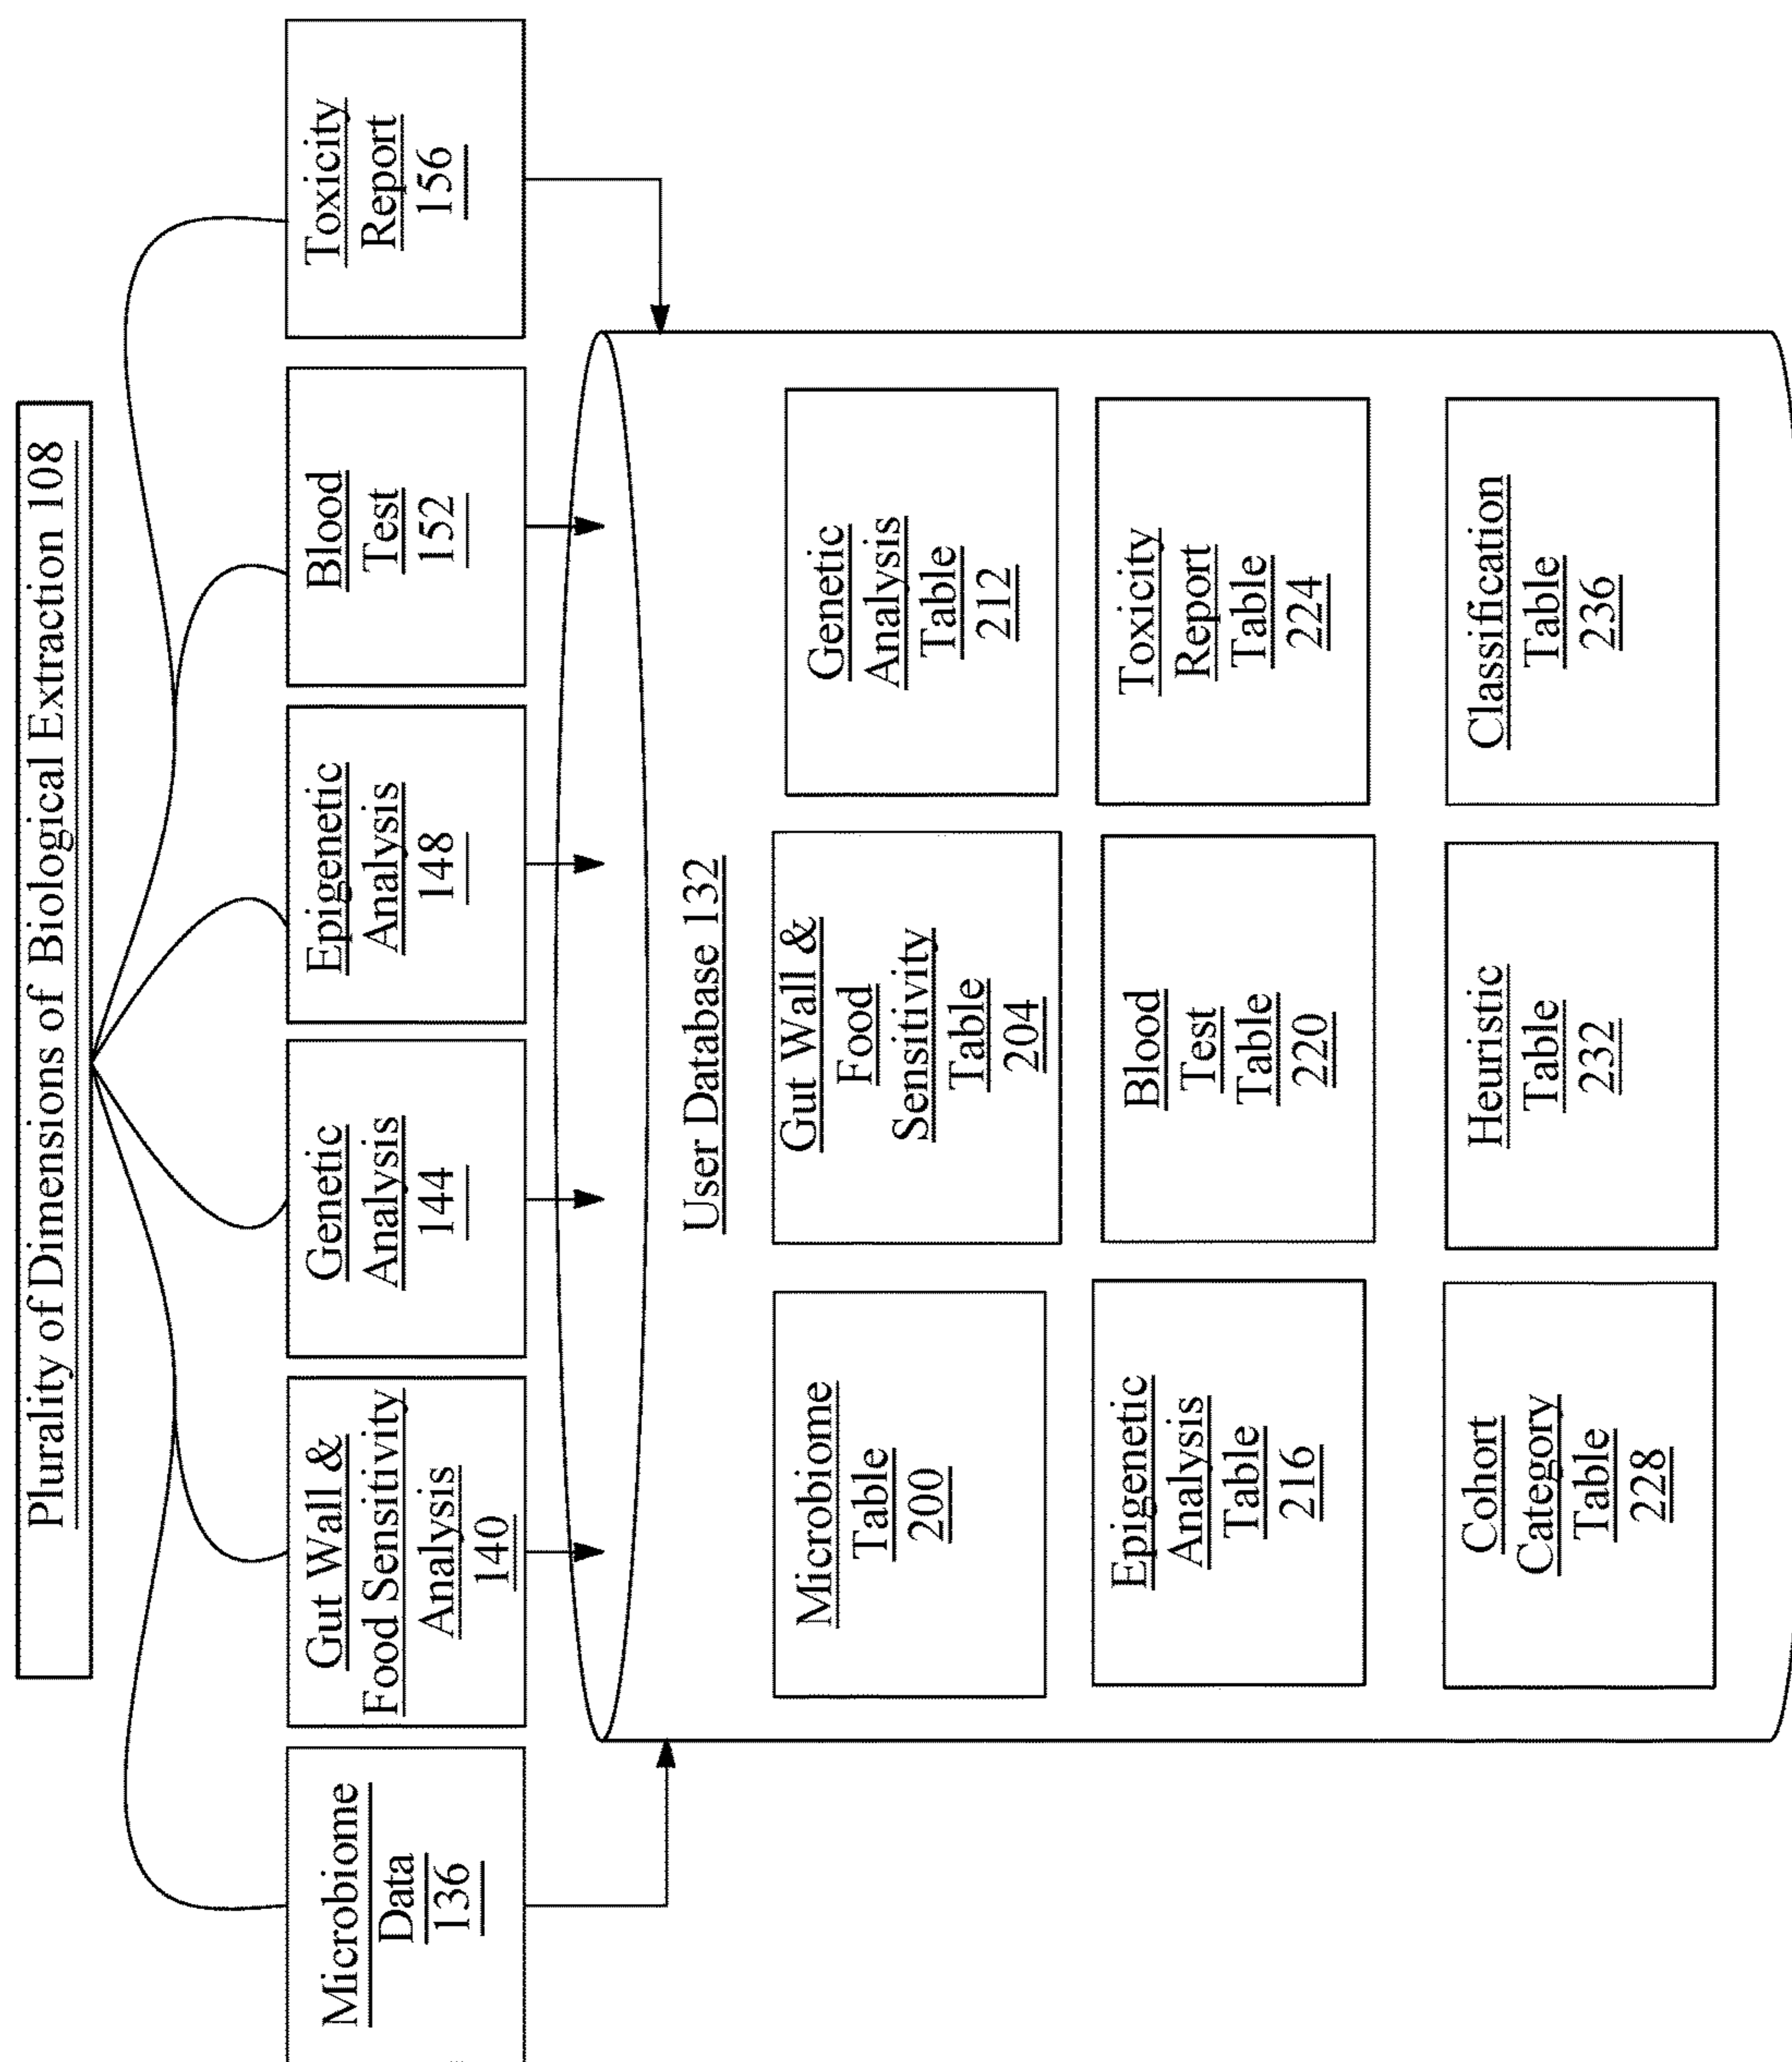 Plurality of Dimensions of Biological Extraction 108
Microbiome
Data
136
Gut Wall &
Food Sensitivity
Analysis
140
Genetic
Analysis
144
Epigenetic
Analysis
148
Blood
Test
152
Toxicity
Report
156
User Database 132
Microbiome
Table
200
Gut Wall &
Food
Sensitivity
Table
204
Genetic
Analysis
Table
212
Epigenetic
Analysis
Table
216
Blood
Test
Table
220
Toxicity
Report
Table
224
Cohort
Category
Table
228
Heuristic
Table
232
Classification
Table
236